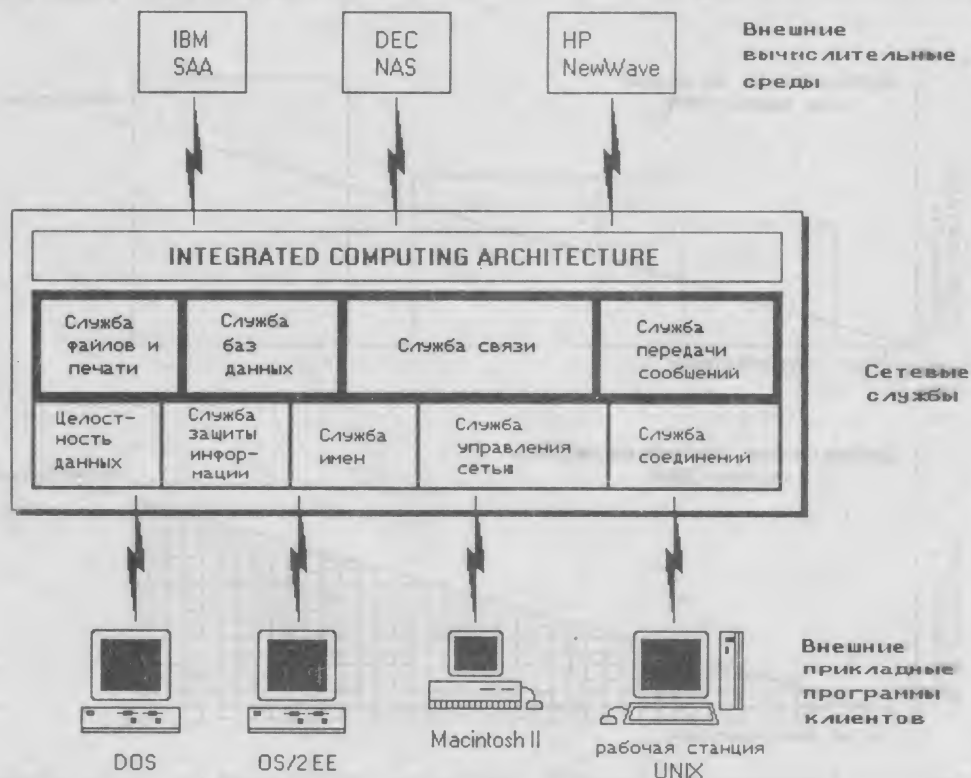 IBM
SAA
DEC
NAS
HP
NewWave
Внешние
вычислительные
среды
INTEGRATED COMPUTING ARCHITECTURE
Служба
файлов и
печати
Служба
баз
данных
Служба связи
Служба
передачи
сообщений
Сетевые
службы
Целост-
ность
данных
Служба
защиты
инфор-
мации
Служба
имен
Служба
управления
сетью
Служба
соединений
Внешние
прикладные
программы
клиентов
DOS
OS/2 EE
Macintosh II
рабочая станция
UNIX